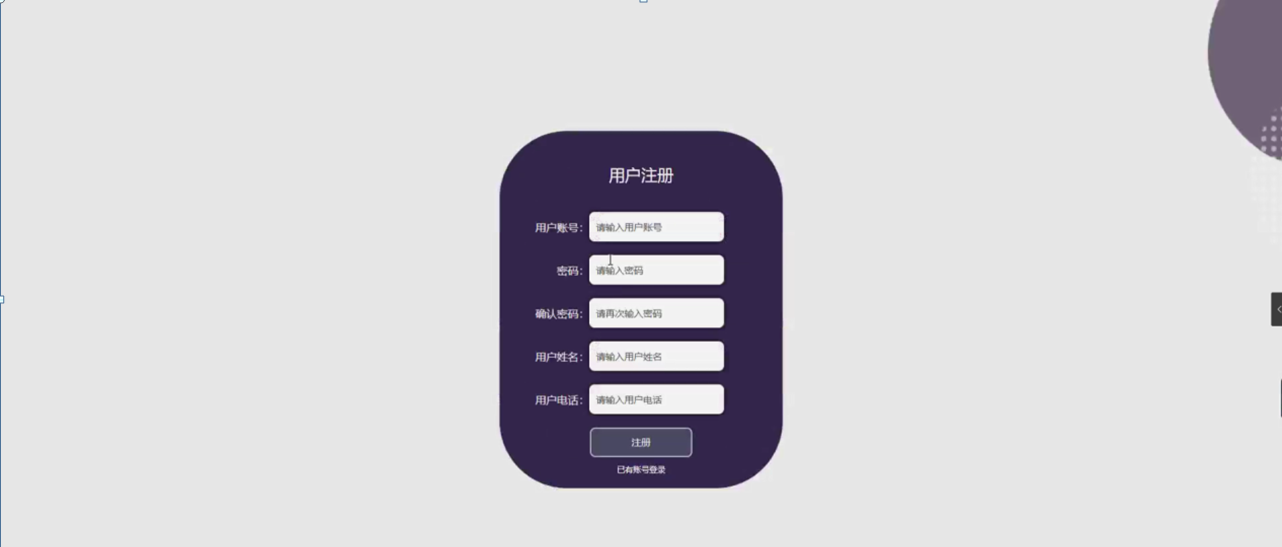 用户注册
用户账号： 请输入用户账号
密码： 请输入密码
确认密码： 请再次输入密码
用户姓名： 请输入用户姓名
用户电话： 请输入用户电话
注册
已有账号登录